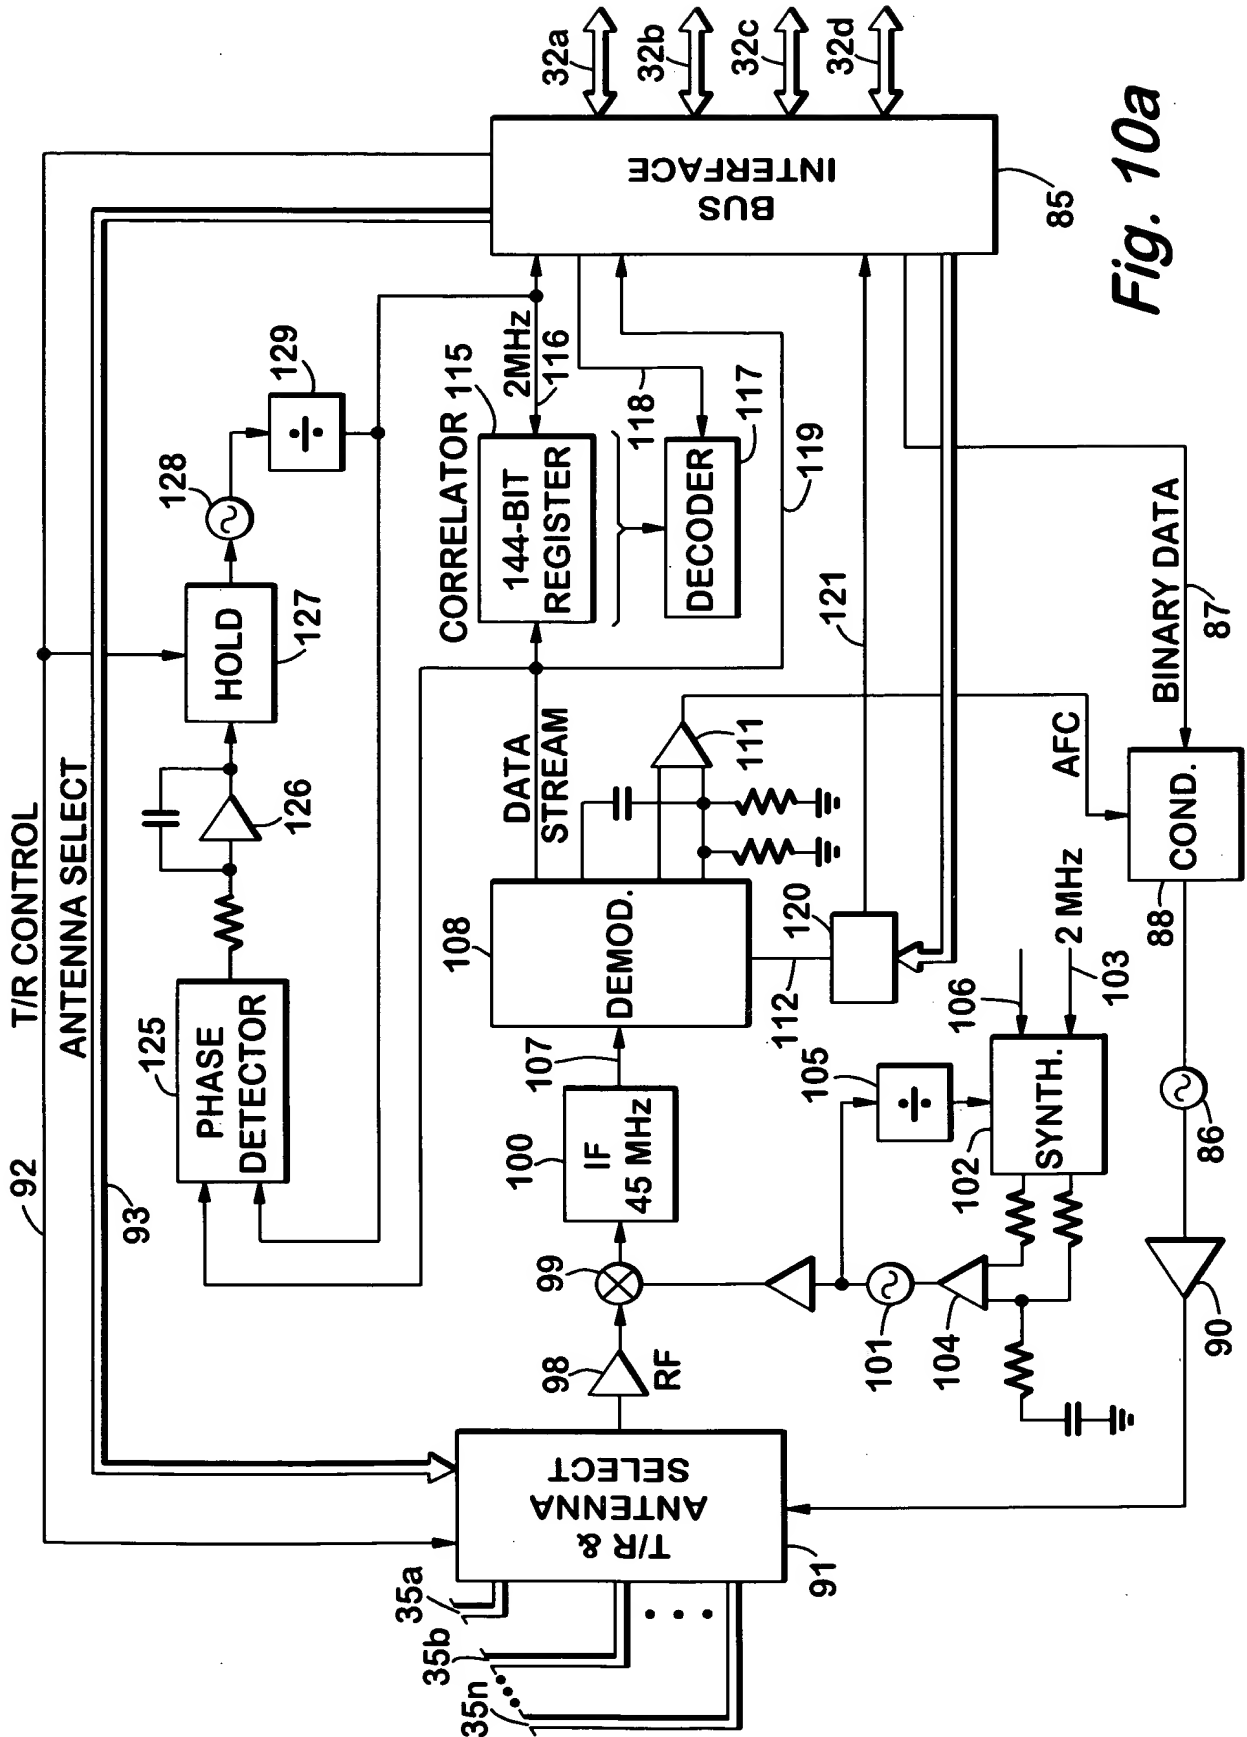 T/R CONTROL
92
ANTENNA SELECT
93
125
PHASE
DETECTOR
126
HOLD
127
128
129
÷
35a
35b
35n
T/R &
ANTENNA
SELECT
91
98
RF
99
100
IF
45 MHz
107
108
DEMOD.
DATA
STREAM
CORRELATOR 115
144-BIT
REGISTER
2MHz
116
118
DECODER
117
119
111
112
120
121
BUS
INTERFACE
85
32a
32b
32c
32d
101
104
105
÷
102
SYNTH.
106
2 MHz
103
AFC
COND.
88
BINARY DATA
87
86
90
Fig. 10a